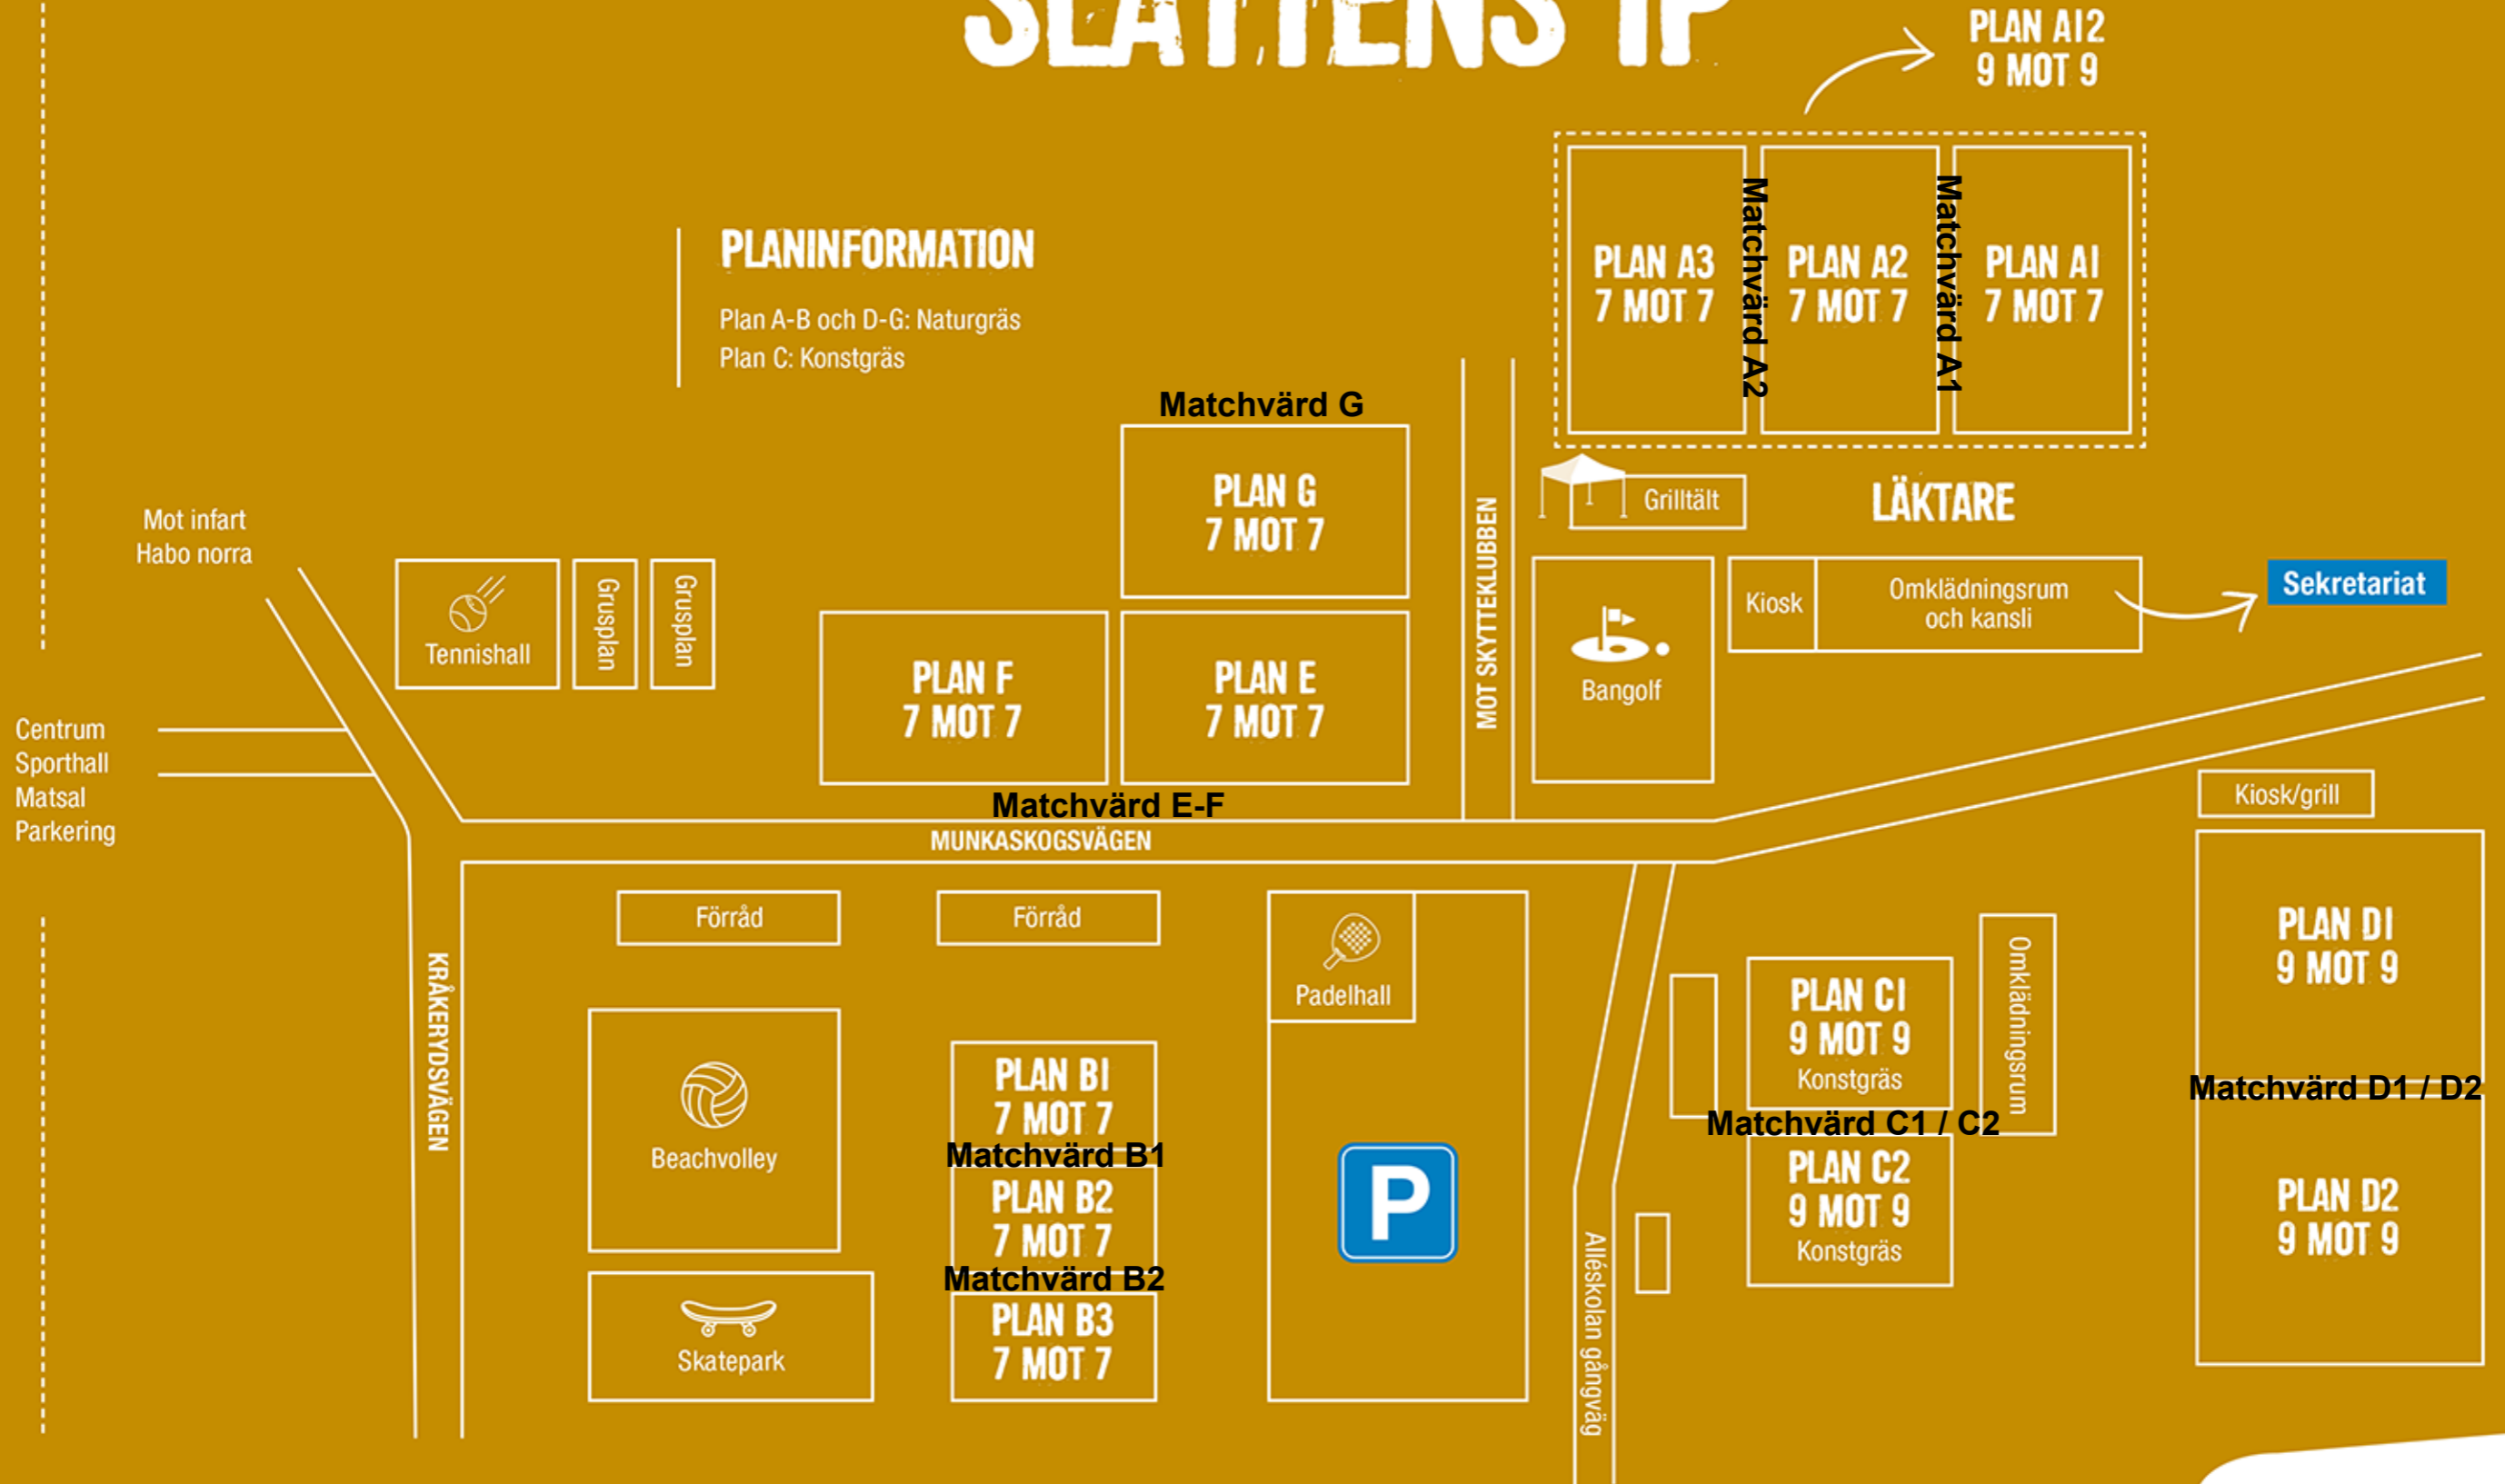 SLÄTTENS IP
PLAN A12
9 MOT 9
PLANINFORMATION
Plan A-B och D-G: Naturgräs
Plan C: Konstgräs
PLAN A3
7 MOT 7
Matchvärd A2
PLAN A2
7 MOT 7
Matchvärd A1
PLAN A1
7 MOT 7
Matchvärd G
PLAN G
7 MOT 7
MOT SKYTTEKLUBBEN
Grilltält
LÄKTARE
Mot infart
Habo norra
Tennishall
Grusplan
Grusplan
PLAN F
7 MOT 7
PLAN E
7 MOT 7
Bangolf
Kiosk
Omklädningsrum
och kansli
Sekretariat
Centrum
Sporthall
Matsal
Parkering
Matchvärd E-F
MUNKASKOGSVÄGEN
Kiosk/grill
KRÅKERYDSVÄGEN
Förråd
Förråd
Padelhall
Beachvolley
Skatepark
PLAN B1
7 MOT 7
Matchvärd B1
PLAN B2
7 MOT 7
Matchvärd B2
PLAN B3
7 MOT 7
P
Alléskolan gångväg
PLAN C1
9 MOT 9
Konstgräs
Matchvärd C1 / C2
PLAN C2
9 MOT 9
Konstgräs
Omklädningsrum
PLAN D1
9 MOT 9
Matchvärd D1 / D2
PLAN D2
9 MOT 9